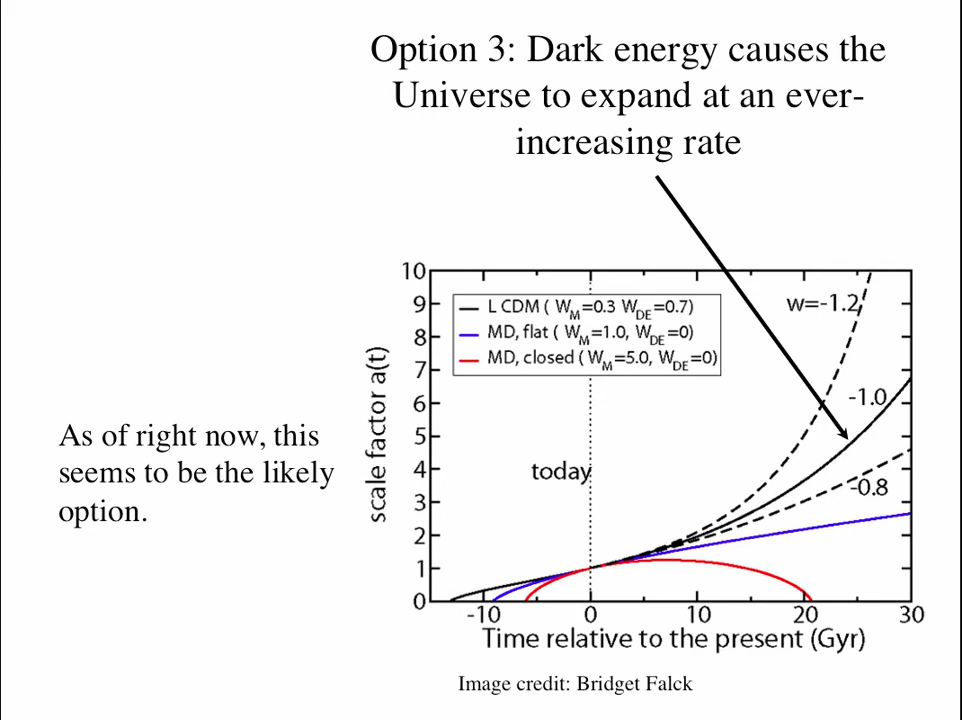 Option 3: Dark energy causes the
Universe to expand at an ever-
increasing rate
As of right now, this
seems to be the likely
option.
10
9
8
7
6
5
4
3
2
1
0
scale factor a(t)
L CDM ( W_M=0.3 W_DE=0.7)
MD, flat ( W_M=1.0, W_DE=0)
MD, closed ( W_M=5.0, W_DE=0)
w=-1.2
-1.0
-0.8
today
-10 0 10 20 30
Time relative to the present (Gyr)
Image credit: Bridget Falck